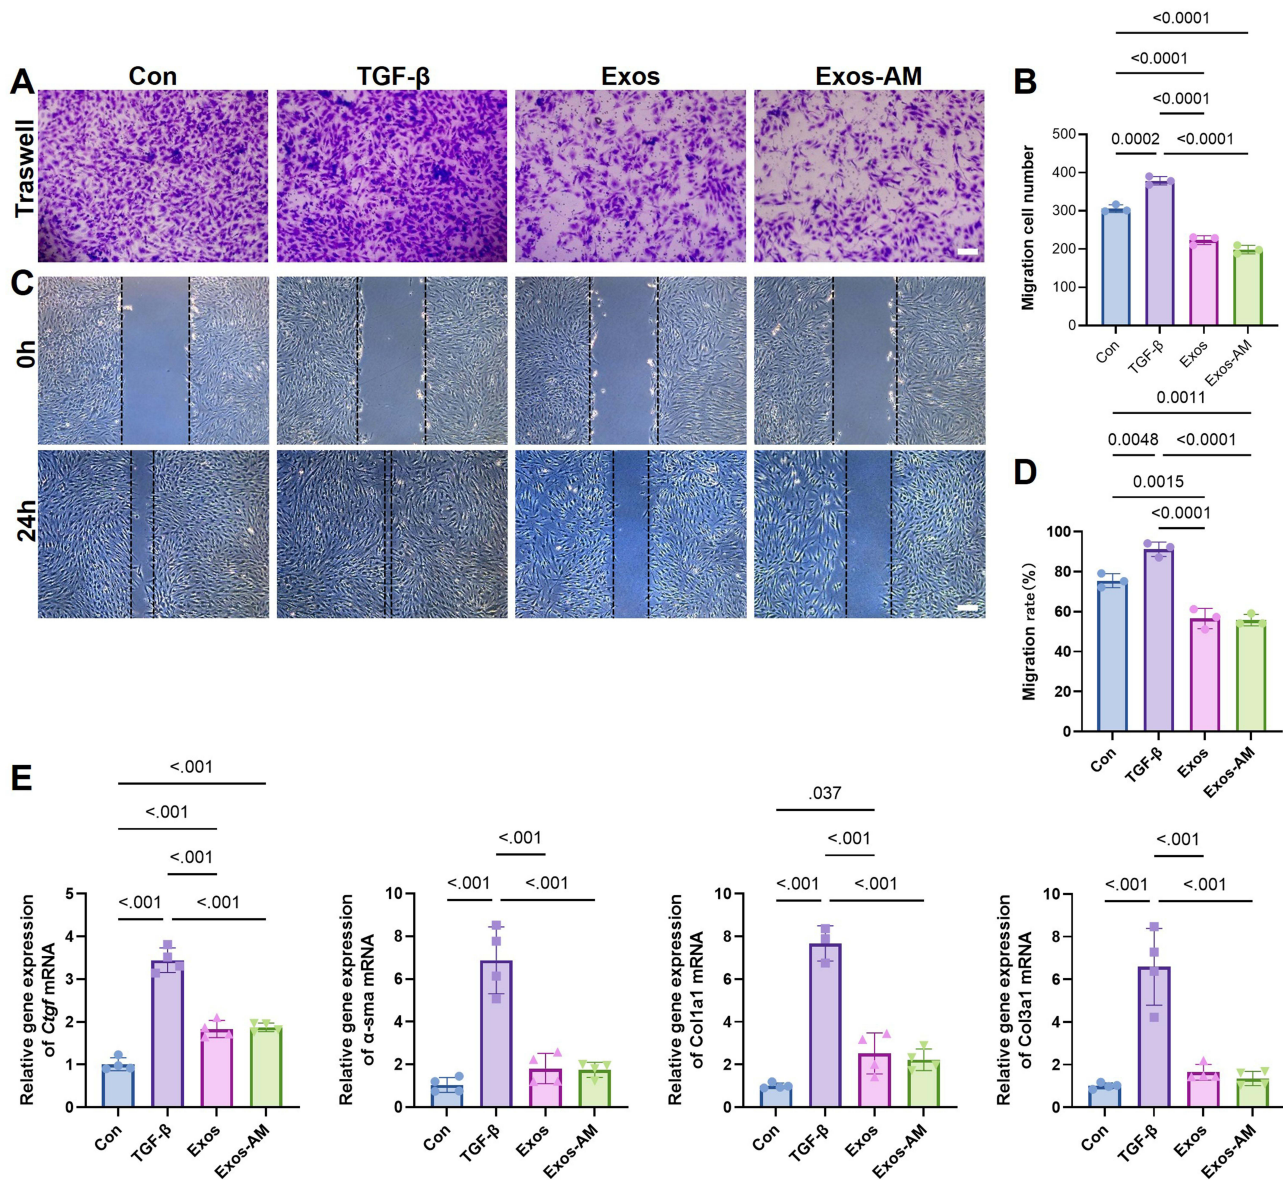 A
Con
TGF-β
Exos
Exos-AM
Traswell
B
<0.0001
<0.0001
<0.0001
0.0002
<0.0001
Migration cell number
500
400
300
200
100
0
Con
TGF-β
Exos
Exos-AM
C
0h
24h
D
0.0011
0.0048
<0.0001
0.0015
<0.0001
Migration rate(%)
100
80
60
40
20
0
Con
TGF-β
Exos
Exos-AM
E
<.001
<.001
<.001
<.001
<.001
Relative gene expression
of Ctgf mRNA
5
4
3
2
1
0
Con
TGF-β
Exos
Exos-AM
<.001
<.001
<.001
Relative gene expression
of α-sma mRNA
10
8
6
4
2
0
Con
TGF-β
Exos
Exos-AM
.037
<.001
<.001
<.001
Relative gene expression
of Col1a1 mRNA
10
8
6
4
2
0
Con
TGF-β
Exos
Exos-AM
<.001
<.001
<.001
Relative gene expression
of Col3a1 mRNA
10
8
6
4
2
0
Con
TGF-β
Exos
Exos-AM